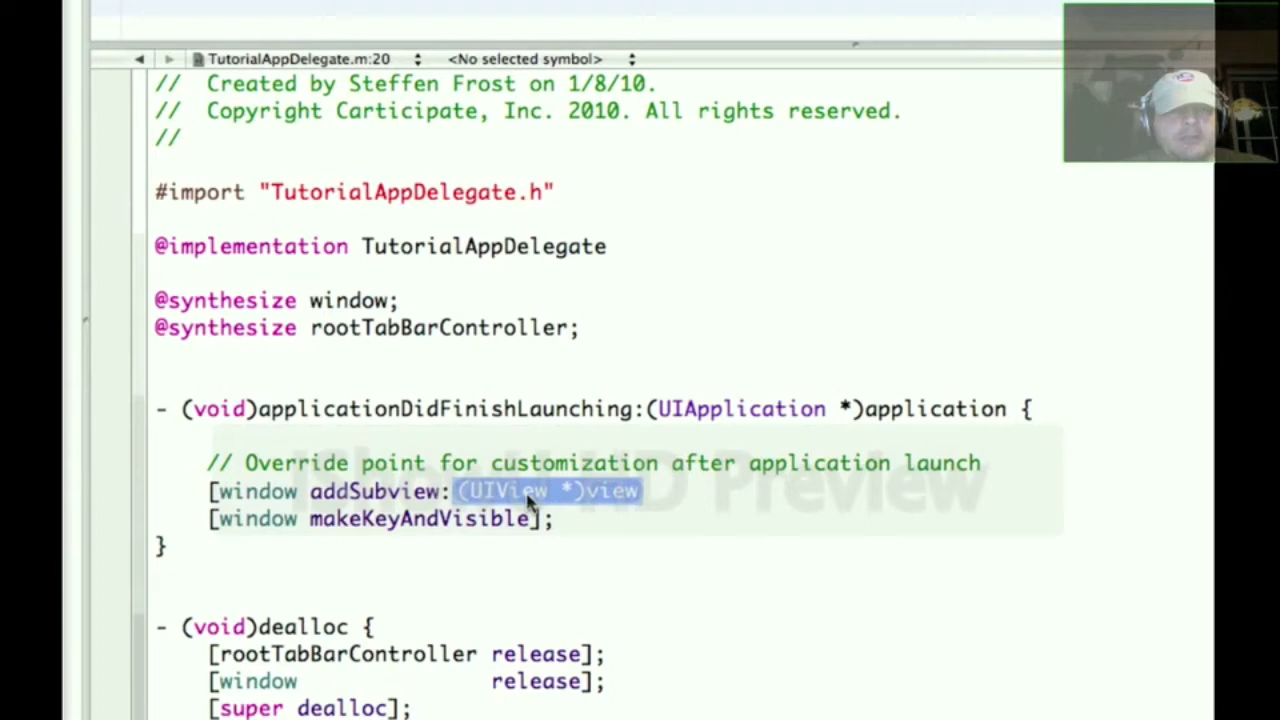 TutorialAppDelegate.m:20 <No selected symbol>
// Created by Steffen Frost on 1/8/10.
// Copyright Carticipate, Inc. 2010. All rights reserved.
//
#import "TutorialAppDelegate.h"
@implementation TutorialAppDelegate
@synthesize window;
@synthesize rootTabBarController;
- (void)applicationDidFinishLaunching:(UIApplication *)application {
// Override point for customization after application launch
[window addSubview:(UIView *)view
[window makeKeyAndVisible];
}
HD Preview
- (void)dealloc {
[rootTabBarController release];
[window release];
[super dealloc];